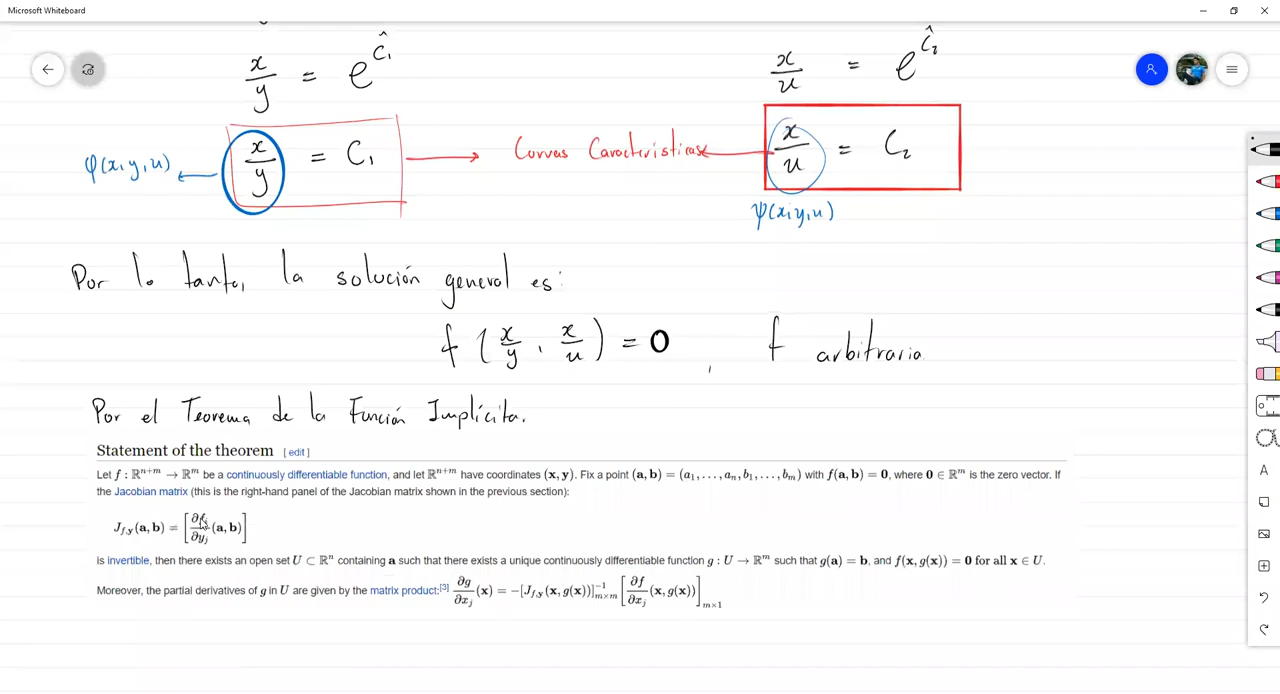 Microsoft Whiteboard
x/y = e^Ĉ₁
x/u = e^Ĉ₂
φ(x,y,u)
x/y = C₁
Curvas Caracteristicas
x/u = C₂
ψ(x,y,u)
Por lo tanto, la solución general es:
f (x/y, x/u) = 0, f arbitraria
Por el Teorema de la Función Implícita.
Statement of the theorem [ edit ]
Let f : ℝⁿ⁺ᵐ → ℝᵐ be a continuously differentiable function, and let ℝⁿ⁺ᵐ have coordinates (x, y). Fix a point (a, b) = (a₁, . . . , aₙ, b₁, . . . , bₘ) with f(a, b) = 0, where 0 ∈ ℝᵐ is the zero vector. If
the Jacobian matrix (this is the right-hand panel of the Jacobian matrix shown in the previous section):
J_{f,y}(a, b) = [∂fᵢ/∂yⱼ (a, b)]
is invertible, then there exists an open set U ⊂ ℝⁿ containing a such that there exists a unique continuously differentiable function g : U → ℝᵐ such that g(a) = b, and f(x, g(x)) = 0 for all x ∈ U.
Moreover, the partial derivatives of g in U are given by the matrix product:[3] ∂g/∂xⱼ (x) = −[J_{f,y}(x, g(x))]⁻¹_{m×m} [∂f/∂xⱼ (x, g(x))]_{m×1}
A